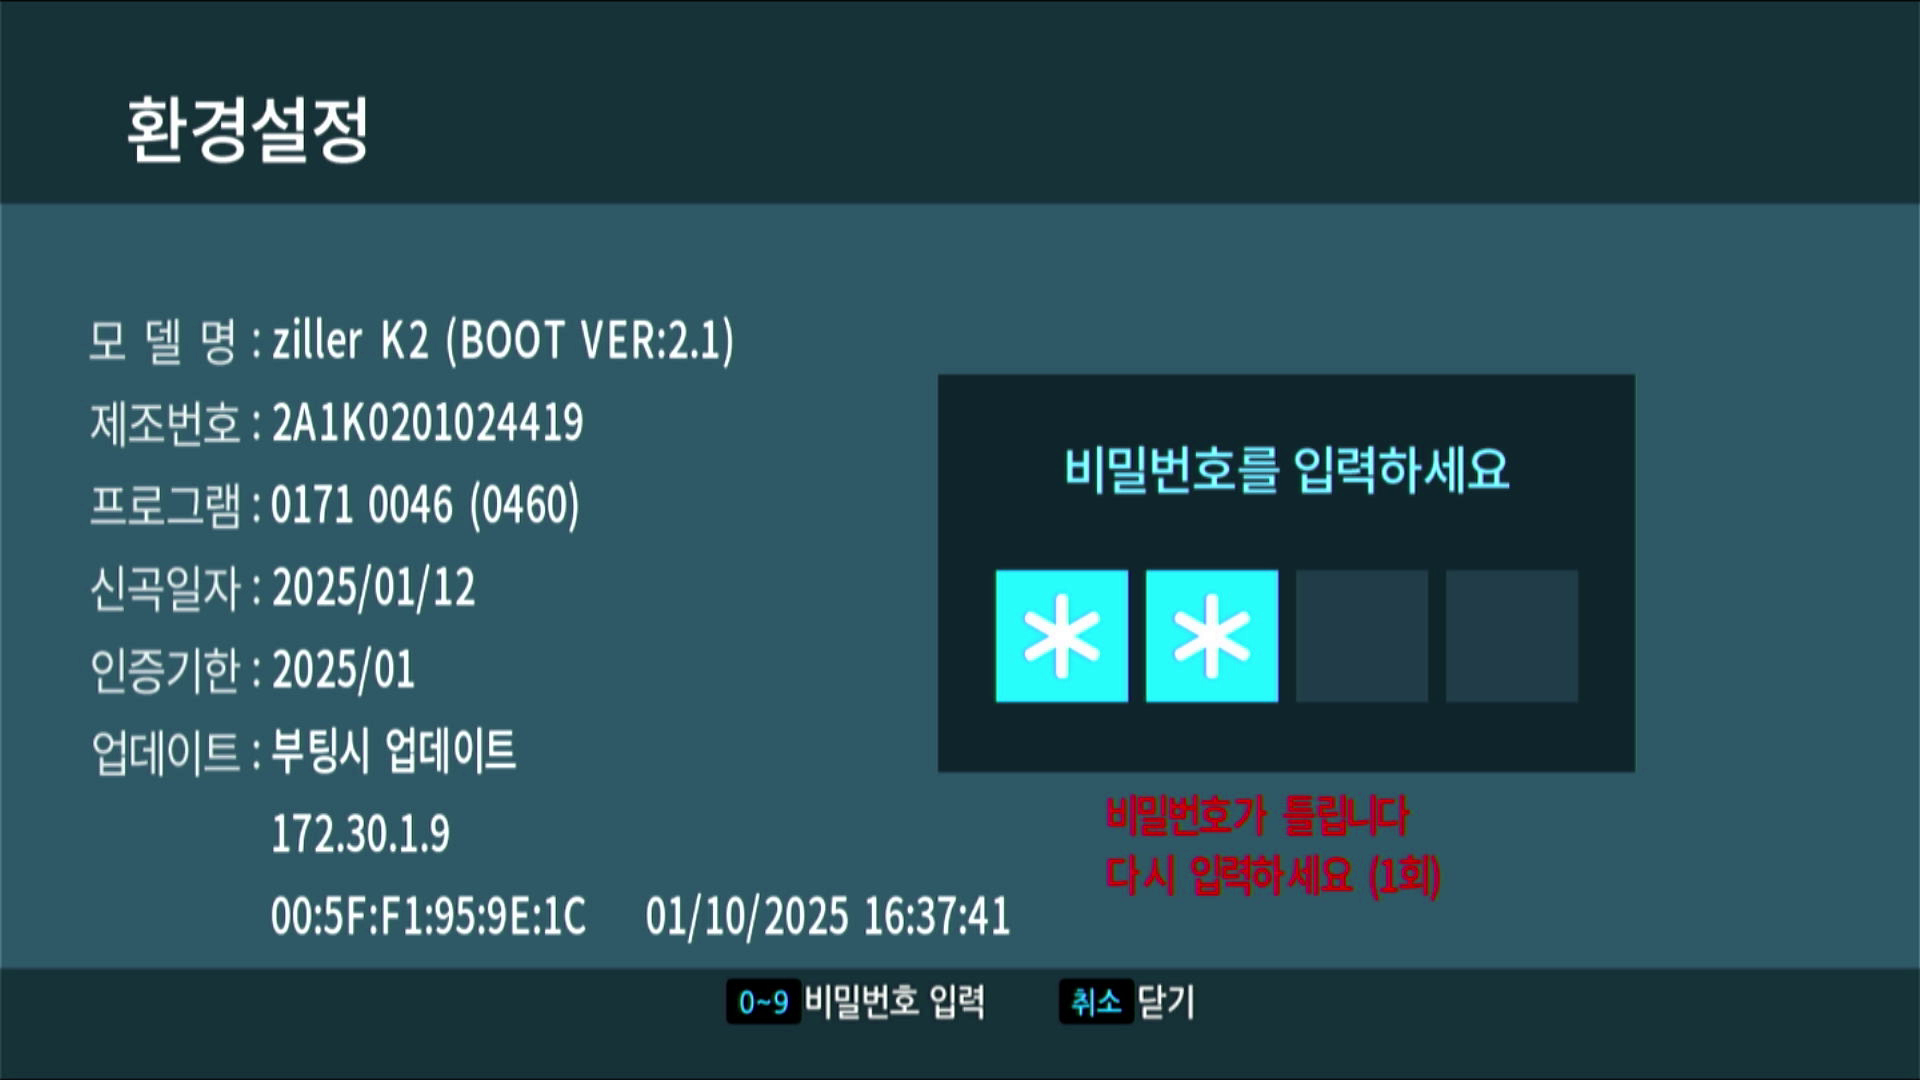 환경설정
모 델 명 : ziller K2 (BOOT VER:2.1)
제조번호 : 2A1K0201024419
프로그램 : 0171 0046 (0460)
신곡일자 : 2025/01/12
인증기한 : 2025/01
업데이트 : 부팅시 업데이트
172.30.1.9
00:5F:F1:95:9E:1C 01/10/2025 16:37:41
비밀번호를 입력하세요
* *
비밀번호가 틀립니다
다시 입력하세요 (1회)
0~9 비밀번호 입력 취소 닫기